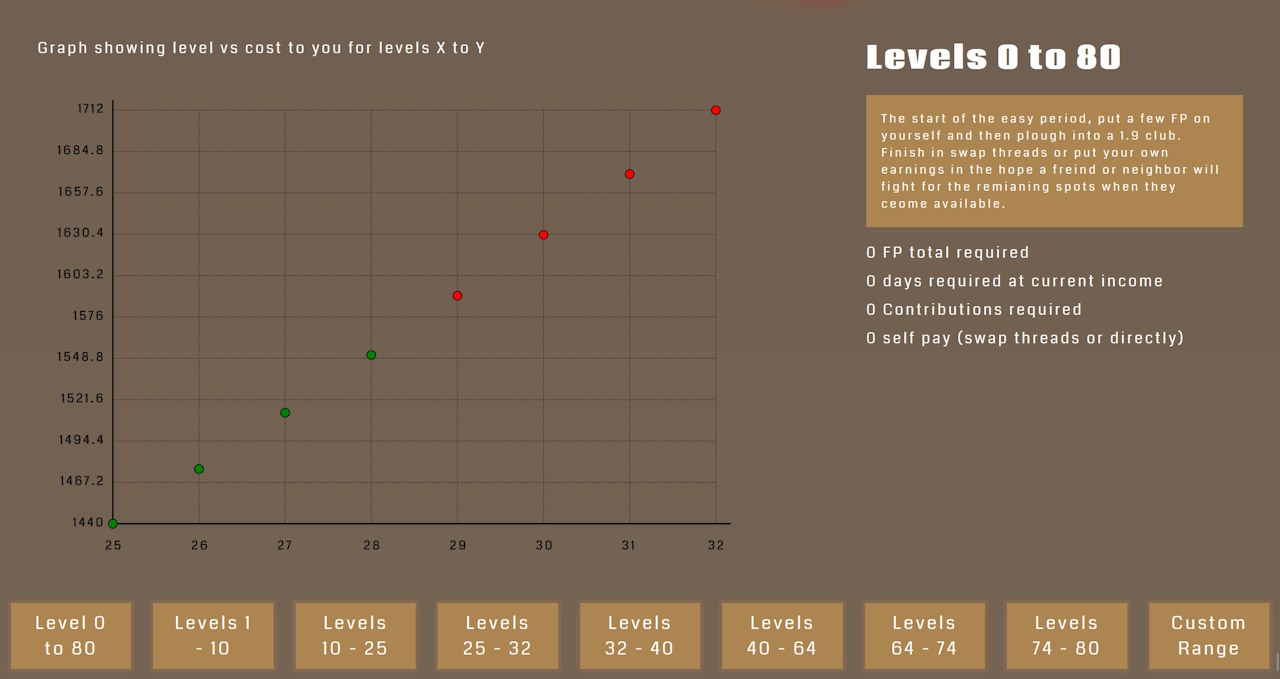 Graph showing level vs cost to you for levels X to Y
1712
1684.8
1657.6
1630.4
1603.2
1576
1548.8
1521.6
1494.4
1467.2
1440
25 26 27 28 29 30 31 32
Levels 0 to 80
The start of the easy period, put a few FP on
yourself and then plough into a 1.9 club.
Finish in swap threads or put your own
earnings in the hope a freind or neighbor will
fight for the remianing spots when they
ceome available.
0 FP total required
0 days required at current income
0 Contributions required
0 self pay (swap threads or directly)
Level 0
to 80
Levels 1
- 10
Levels
10 - 25
Levels
25 - 32
Levels
32 - 40
Levels
40 - 64
Levels
64 - 74
Levels
74 - 80
Custom
Range